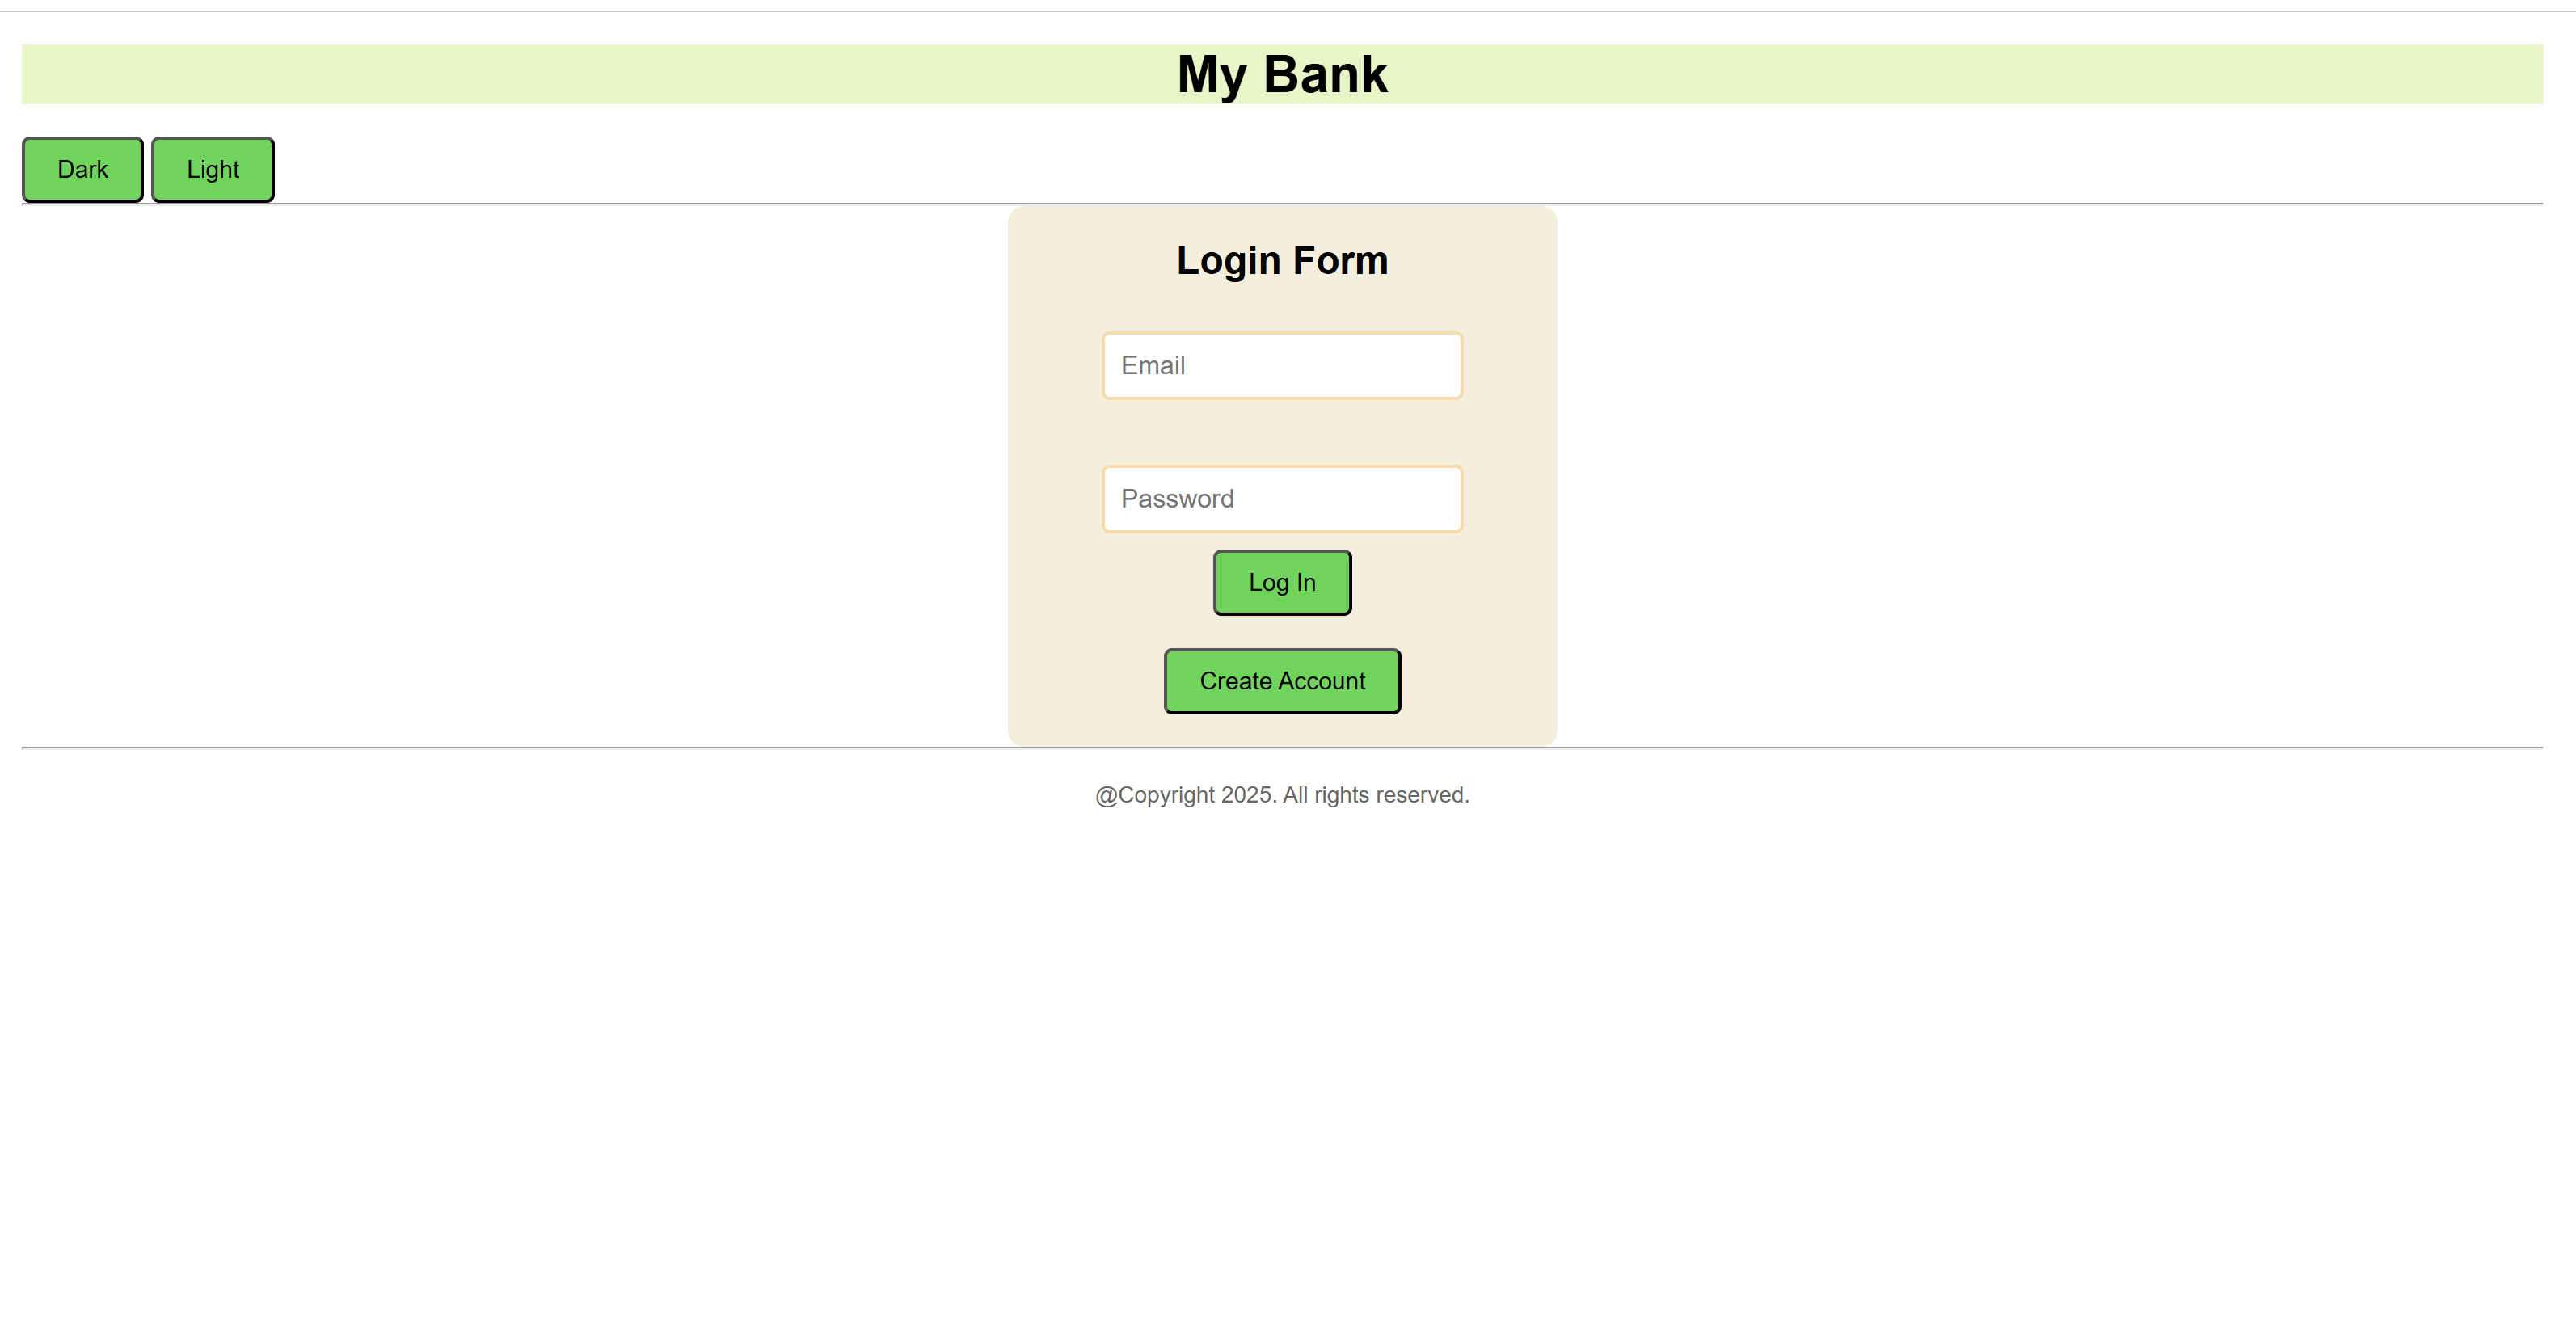 My Bank
Dark Light
Login Form
Email
Password
Log In
Create Account
@Copyright 2025. All rights reserved.